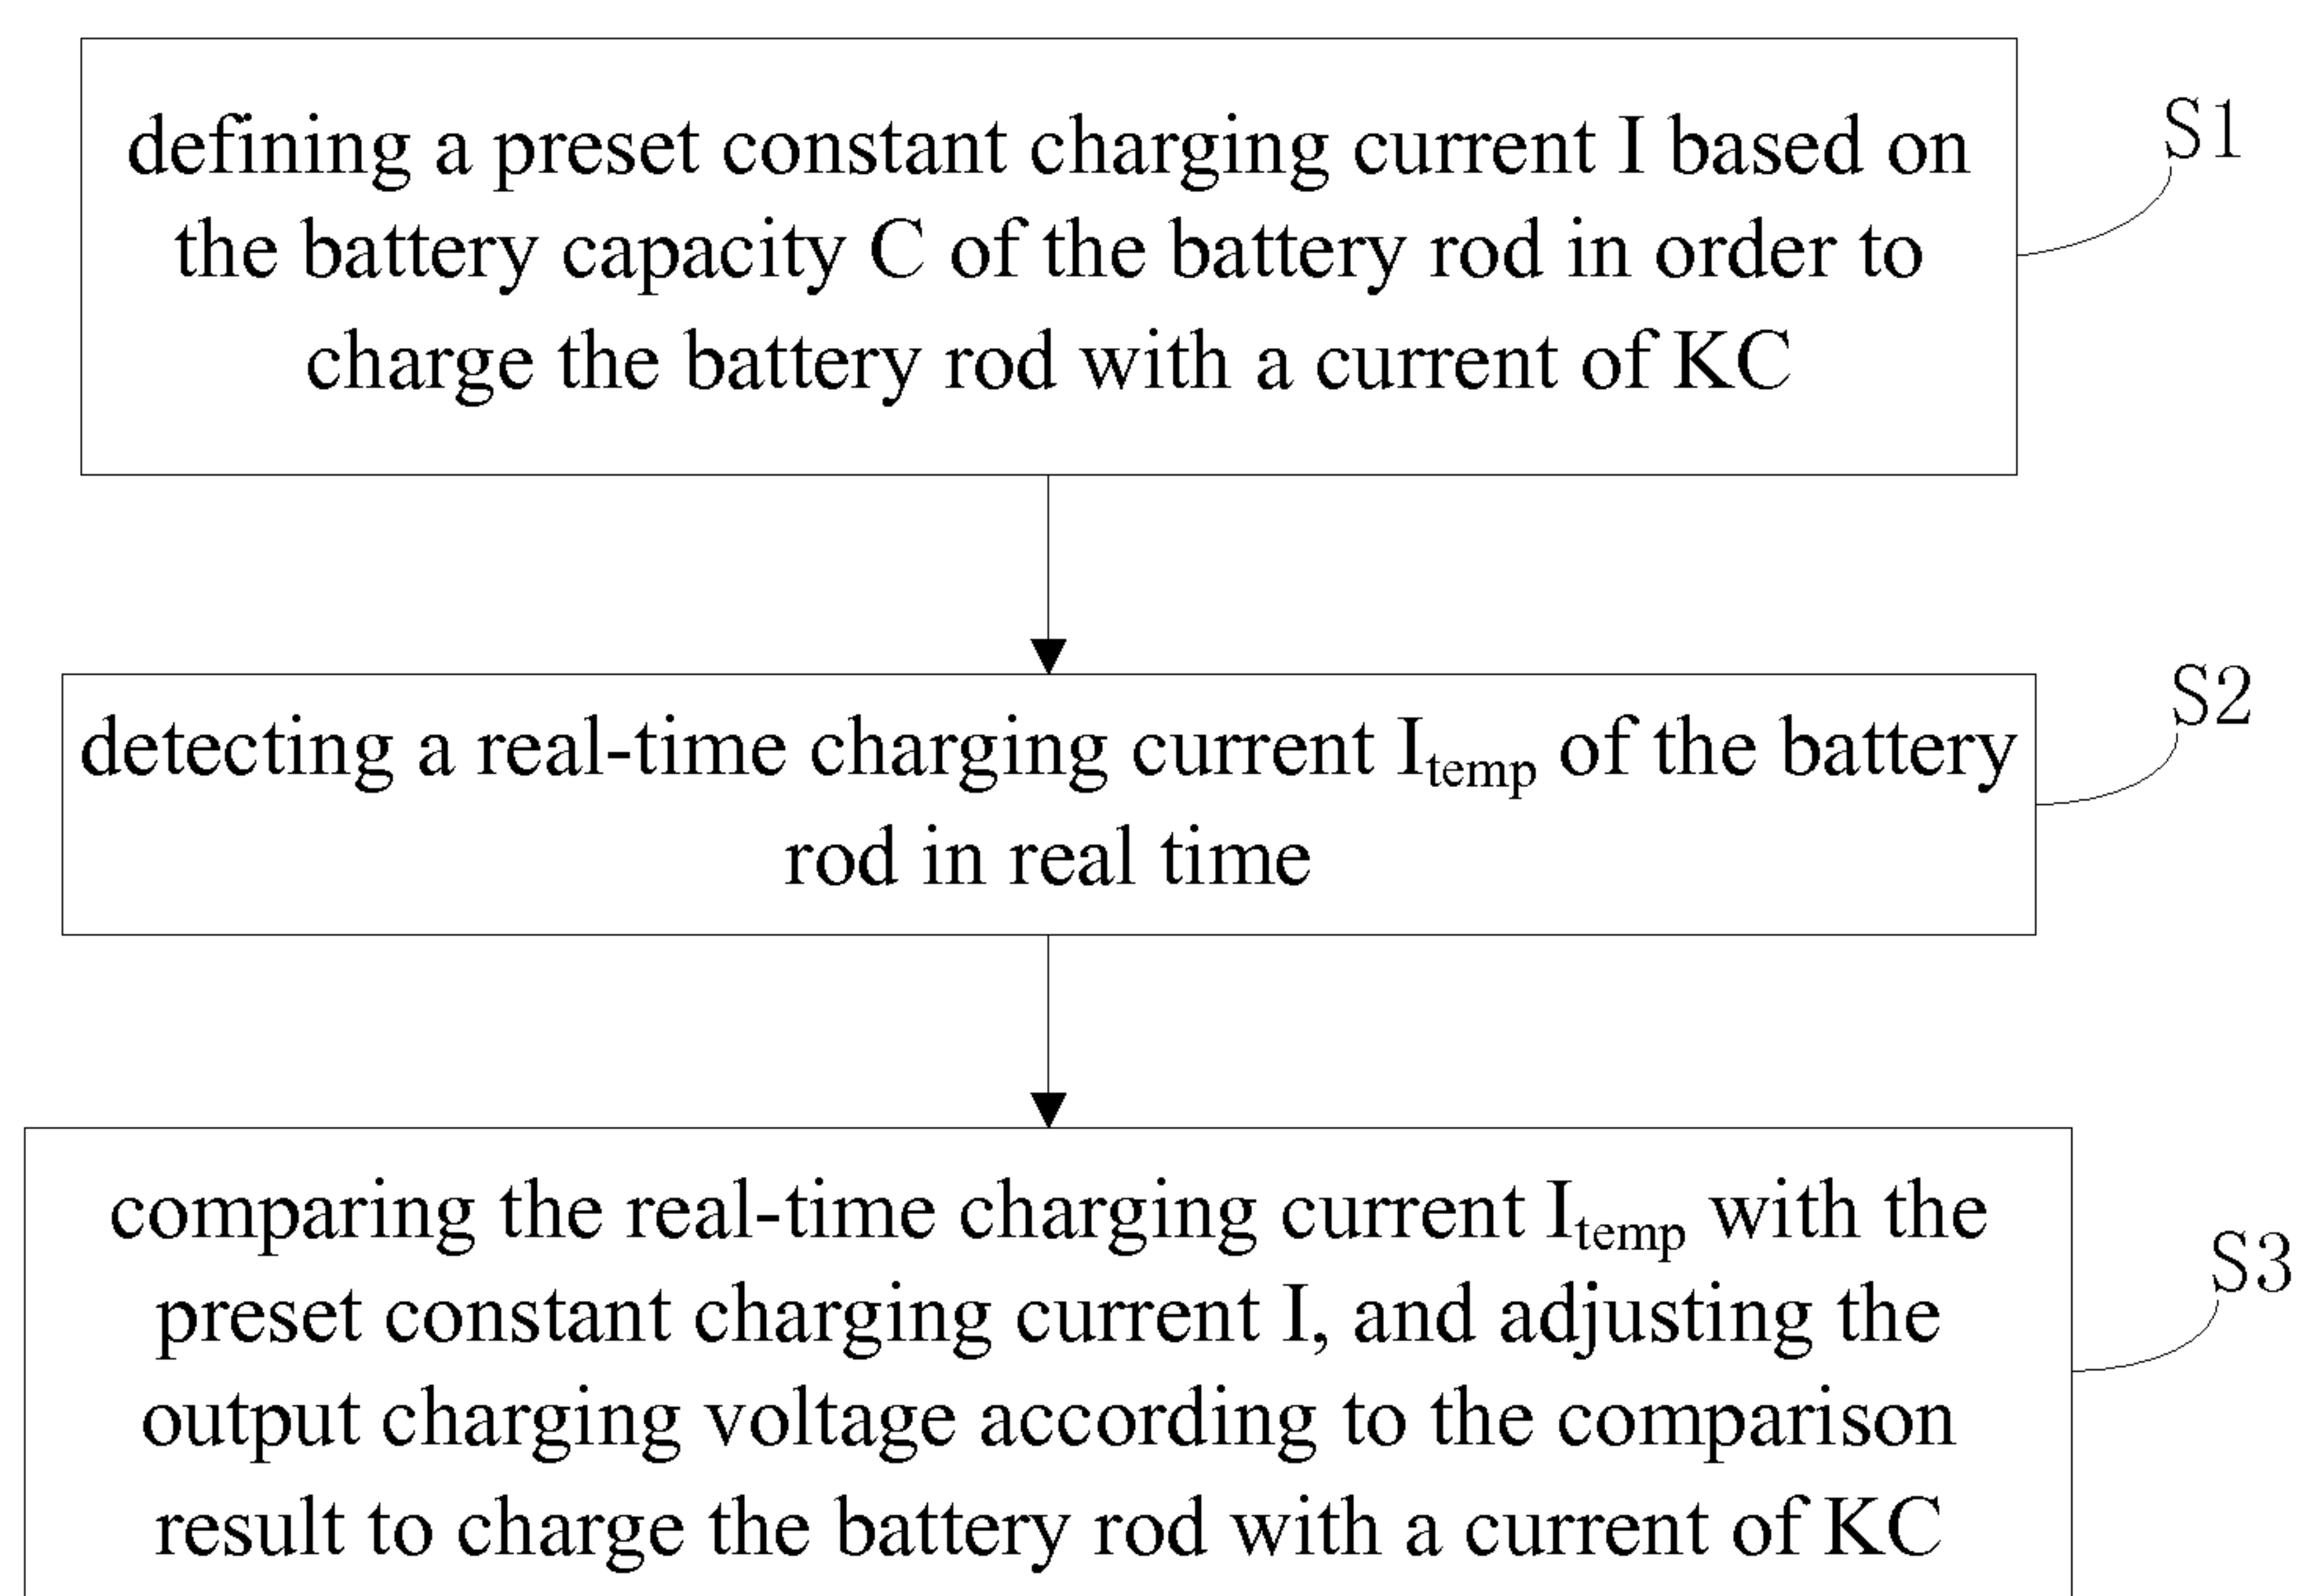 defining a preset constant charging current I based on
the battery capacity C of the battery rod in order to
charge the battery rod with a current of KC
S1
detecting a real-time charging current Itemp of the battery
rod in real time
S2
comparing the real-time charging current Itemp with the
preset constant charging current I, and adjusting the
output charging voltage according to the comparison
result to charge the battery rod with a current of KC
S3